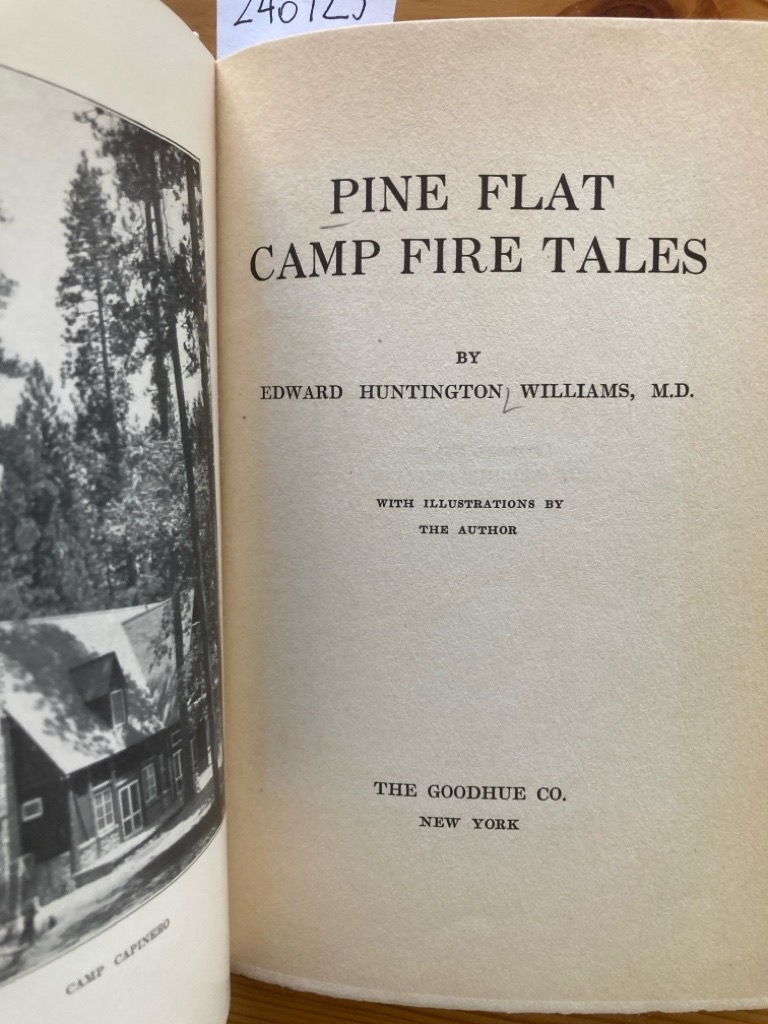 PINE FLAT
CAMP FIRE TALES
BY
EDWARD HUNTINGTON WILLIAMS, M.D.
WITH ILLUSTRATIONS BY
THE AUTHOR
THE GOODHUE CO.
NEW YORK
CAMP CAPINERO